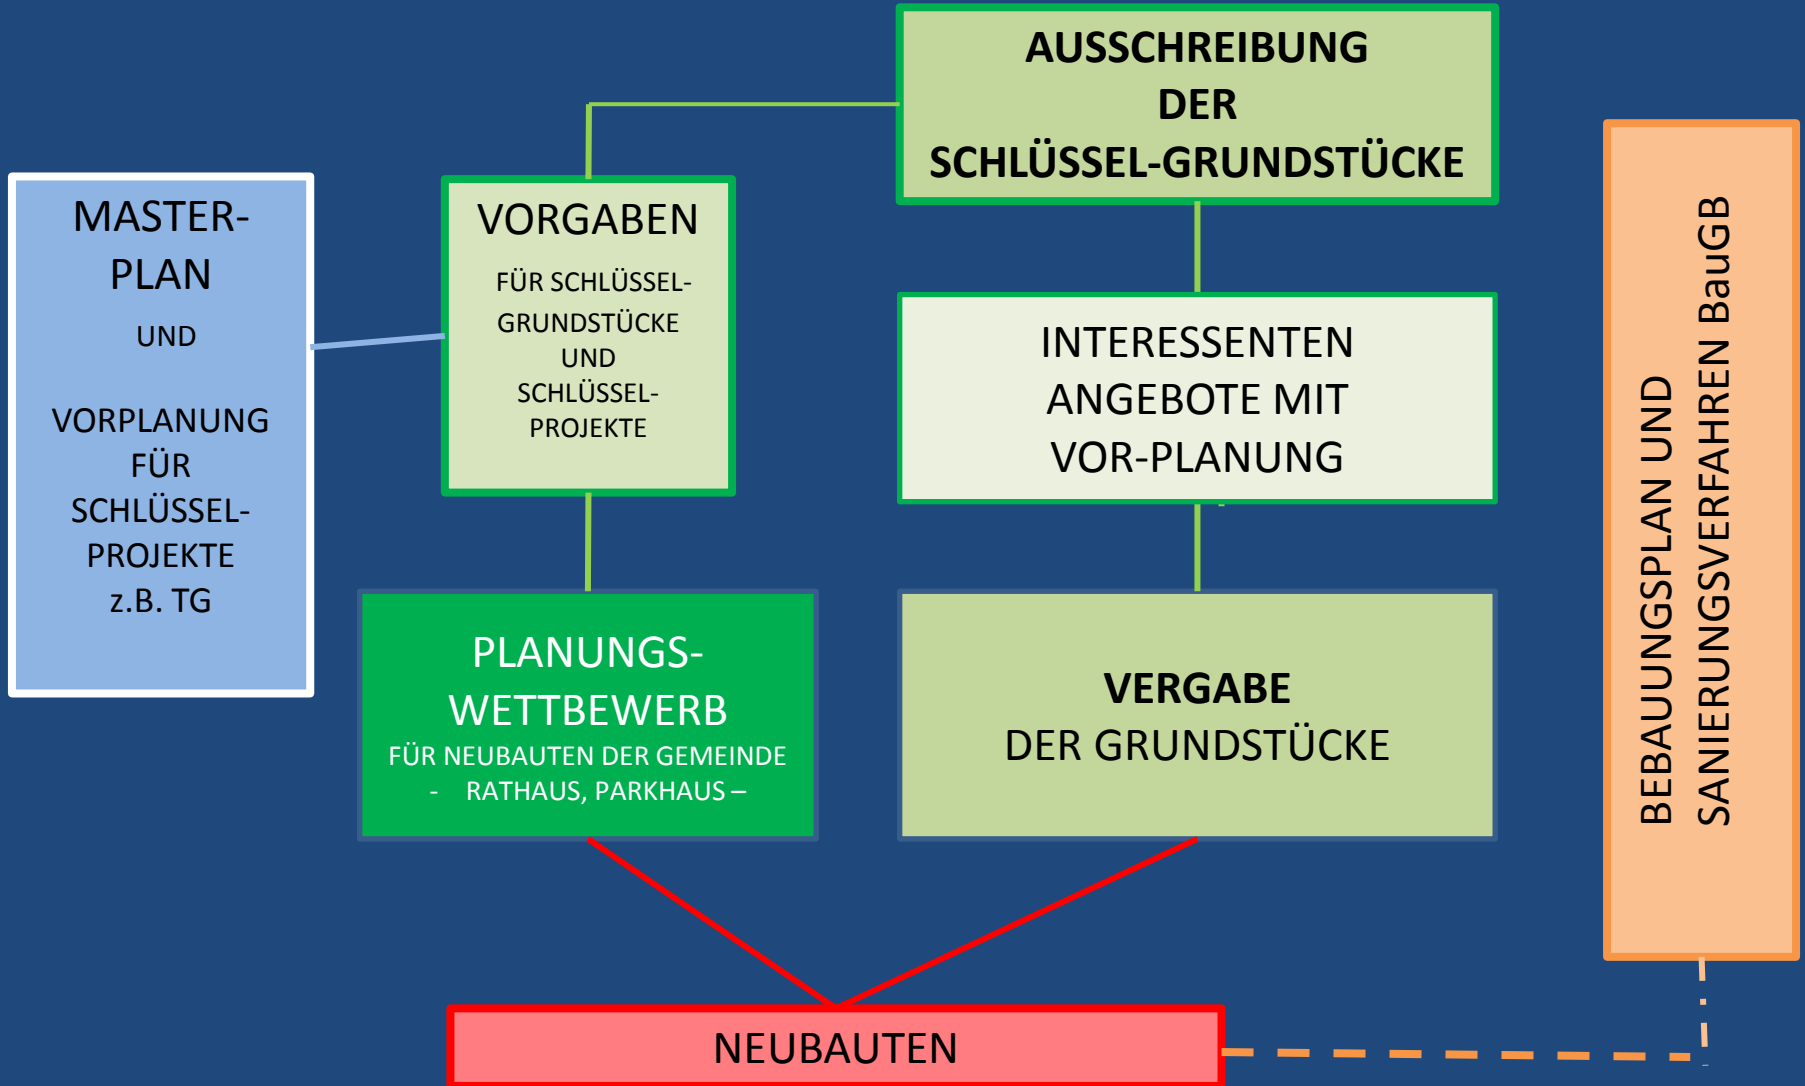 AUSSCHREIBUNG
DER
SCHLÜSSEL-GRUNDSTÜCKE
MASTER-
PLAN
UND
VORPLANUNG
FÜR
SCHLÜSSEL-
PROJEKTE
z.B. TG
VORGABEN
FÜR SCHLÜSSEL-
GRUNDSTÜCKE
UND
SCHLÜSSEL-
PROJEKTE
INTERESSENTEN
ANGEBOTE MIT
VOR-PLANUNG
PLANUNGS-
WETTBEWERB
FÜR NEUBAUTEN DER GEMEINDE
- RATHAUS, PARKHAUS –
VERGABE
DER GRUNDSTÜCKE
BEBAUUNGSPLAN UND
SANIERUNGSVERFAHREN BauGB
NEUBAUTEN